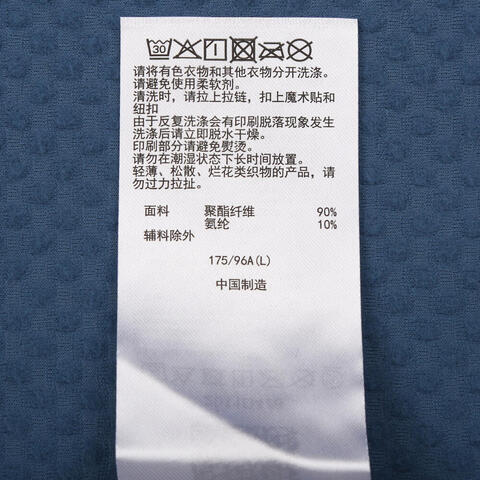 30
请将有色衣物和其他衣物分开洗涤.
请避免使用柔软剂.
清洗时，请拉上拉链，扣上魔术贴和
纽扣
由于反复洗涤会有印刷脱落现象发生
洗涤后请立即脱水干燥。
印刷部分请避免熨烫。
请勿在潮湿状态下长时间放置。
轻薄、松散、烂花类织物的产品，请
勿过力拉扯。
面料 聚酯纤维 90%
氨纶 10%
辅料除外
175/96A(L)
中国制造